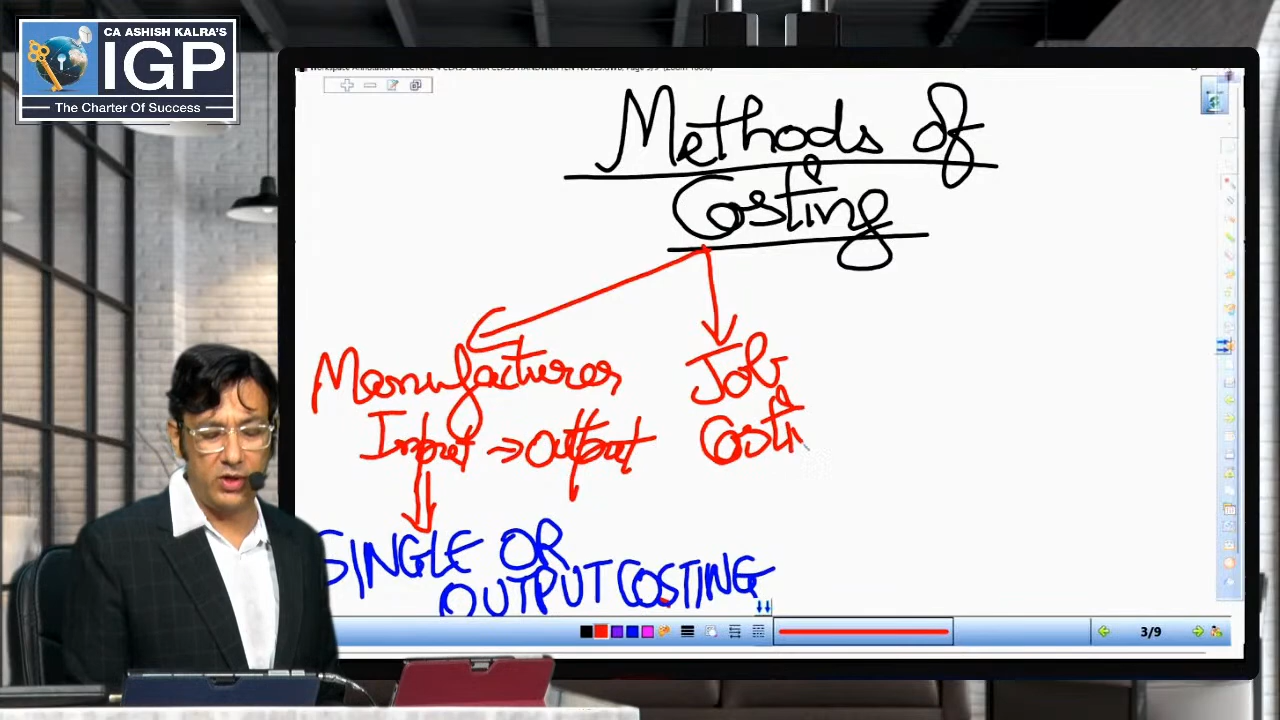 CA ASHISH KALRA'S
IGP
The Charter Of Success
Methods of
Costing
Manufacturer
Input → Output
Job
Costi
SINGLE OR
OUTPUT COSTING
3/9